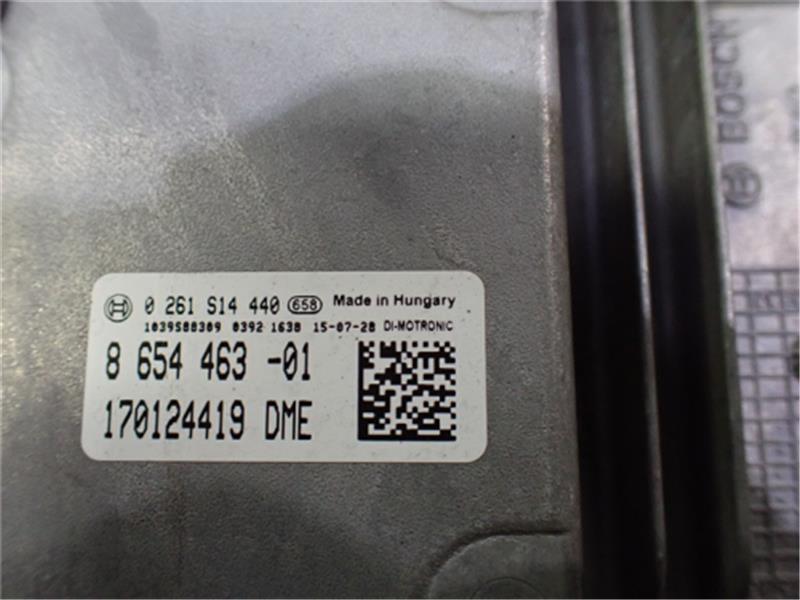 0 261 S14 440 658 Made in Hungary
1039S88309 0392 1638 15-07-28 DI-MOTRONIC
8 654 463 -01
170124419 DME
BOSCH